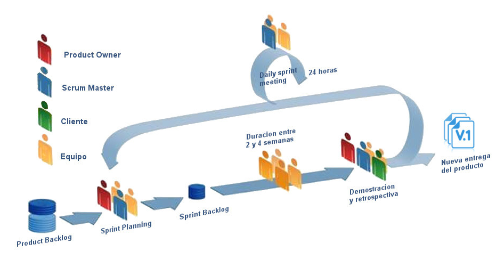 Product Owner
Scrum Master
Cliente
Equipo
Daily sprint
meeting
24 horas
Duracion entre
2 y 4 semanas
V.1
Nueva entrega
del producto
Demostracion
y retrospectiva
Product Backlog
Sprint Planning
Sprint Backlog